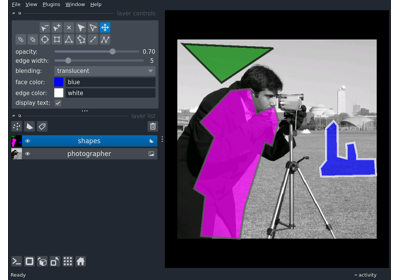 File View Plugins Window Help
layer controls
opacity: 0.70
edge width: 5
blending: translucent
face color: blue
edge color: white
display text:
layer list
shapes
photographer
Ready activity